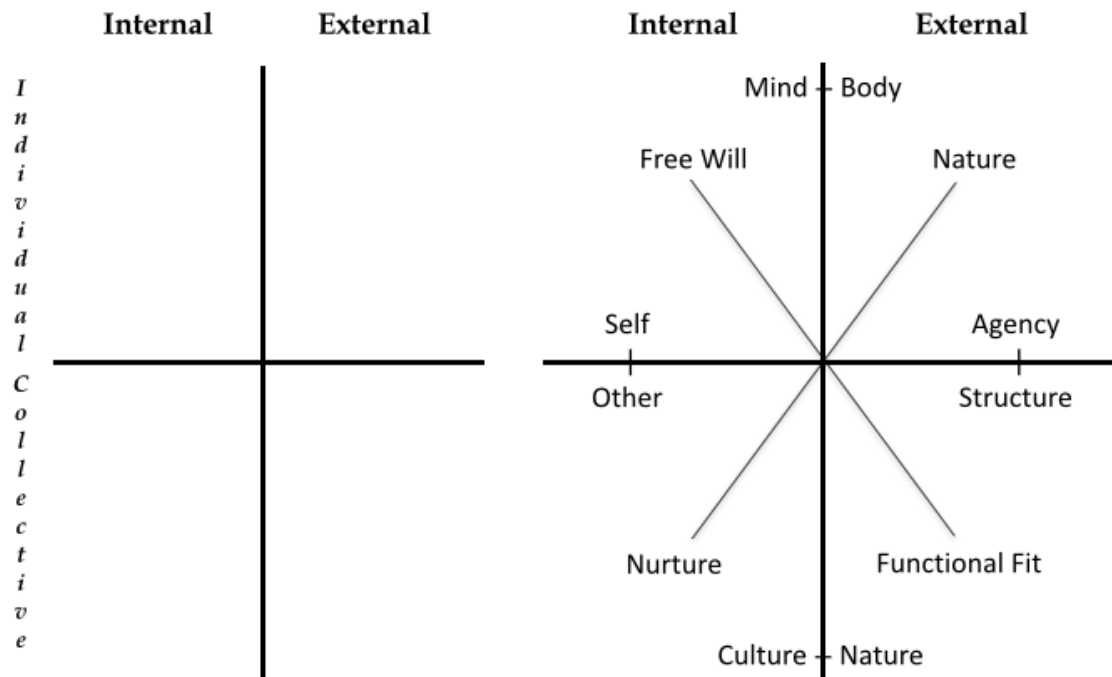 Internal External Internal External
Individual
Collective
Mind Body
Free Will Nature
Self Agency
Other Structure
Nurture Functional Fit
Culture Nature